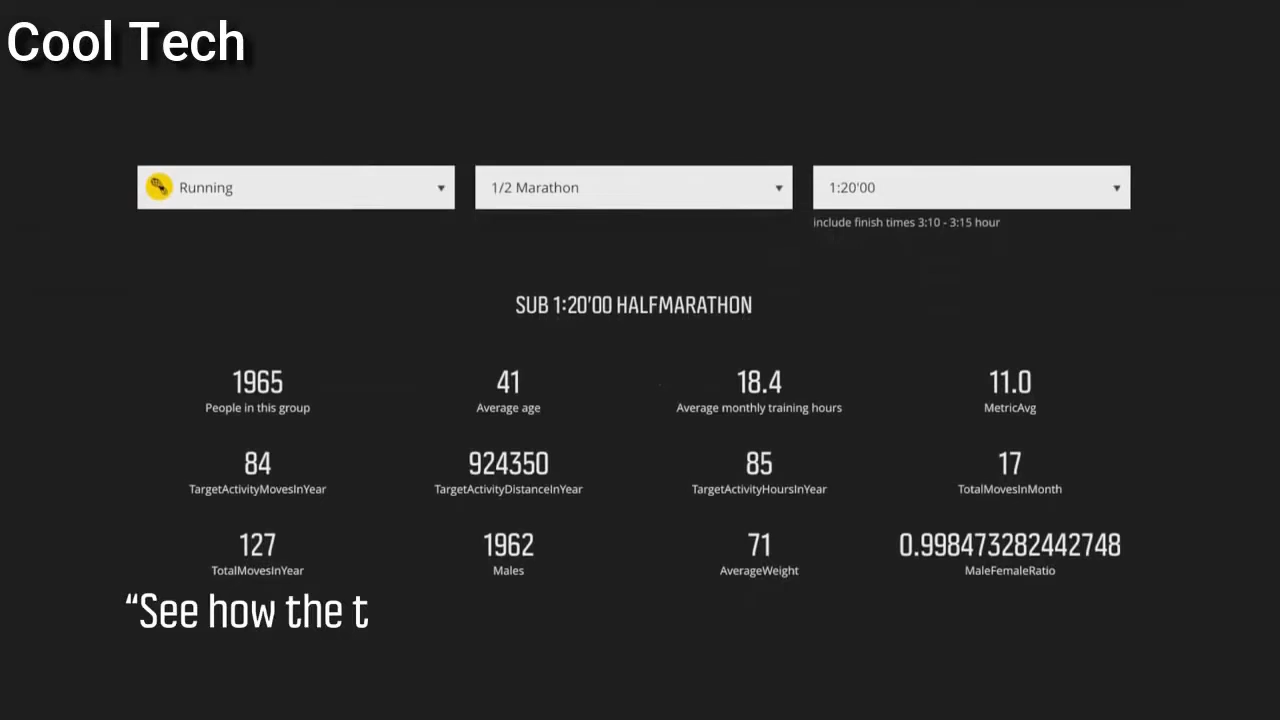 Cool Tech
Running 1/2 Marathon 1:20'00
include finish times 3:10 - 3:15 hour
SUB 1:20'00 HALFMARATHON
1965 41 18.4 11.0
People in this group Average age Average monthly training hours MetricAvg
84 924350 85 17
TargetActivityMovesInYear TargetActivityDistanceInYear TargetActivityHoursInYear TotalMovesInMonth
127 1962 71 0.998473282442748
TotalMovesInYear Males AverageWeight MaleFemaleRatio
“See how the t